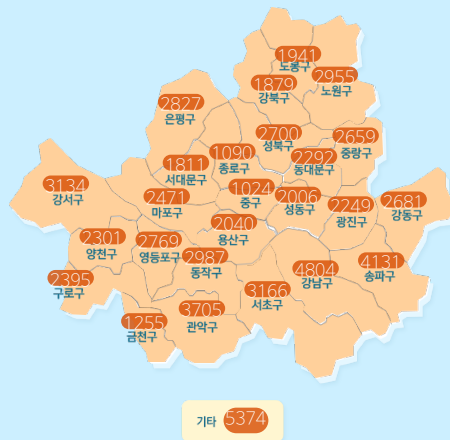 1941
도봉구
1879
강북구
2955
노원구
2827
은평구
2700
성북구
2659
중랑구
1090
종로구
2292
동대문구
1811
서대문구
3134
강서구
2471
마포구
1024
중구
2006
성동구
2249
광진구
2681
강동구
2040
용산구
2301
양천구
2769
영등포구
2987
동작구
4131
송파구
4804
강남구
2395
구로구
3166
서초구
3705
관악구
1255
금천구
기타 5374